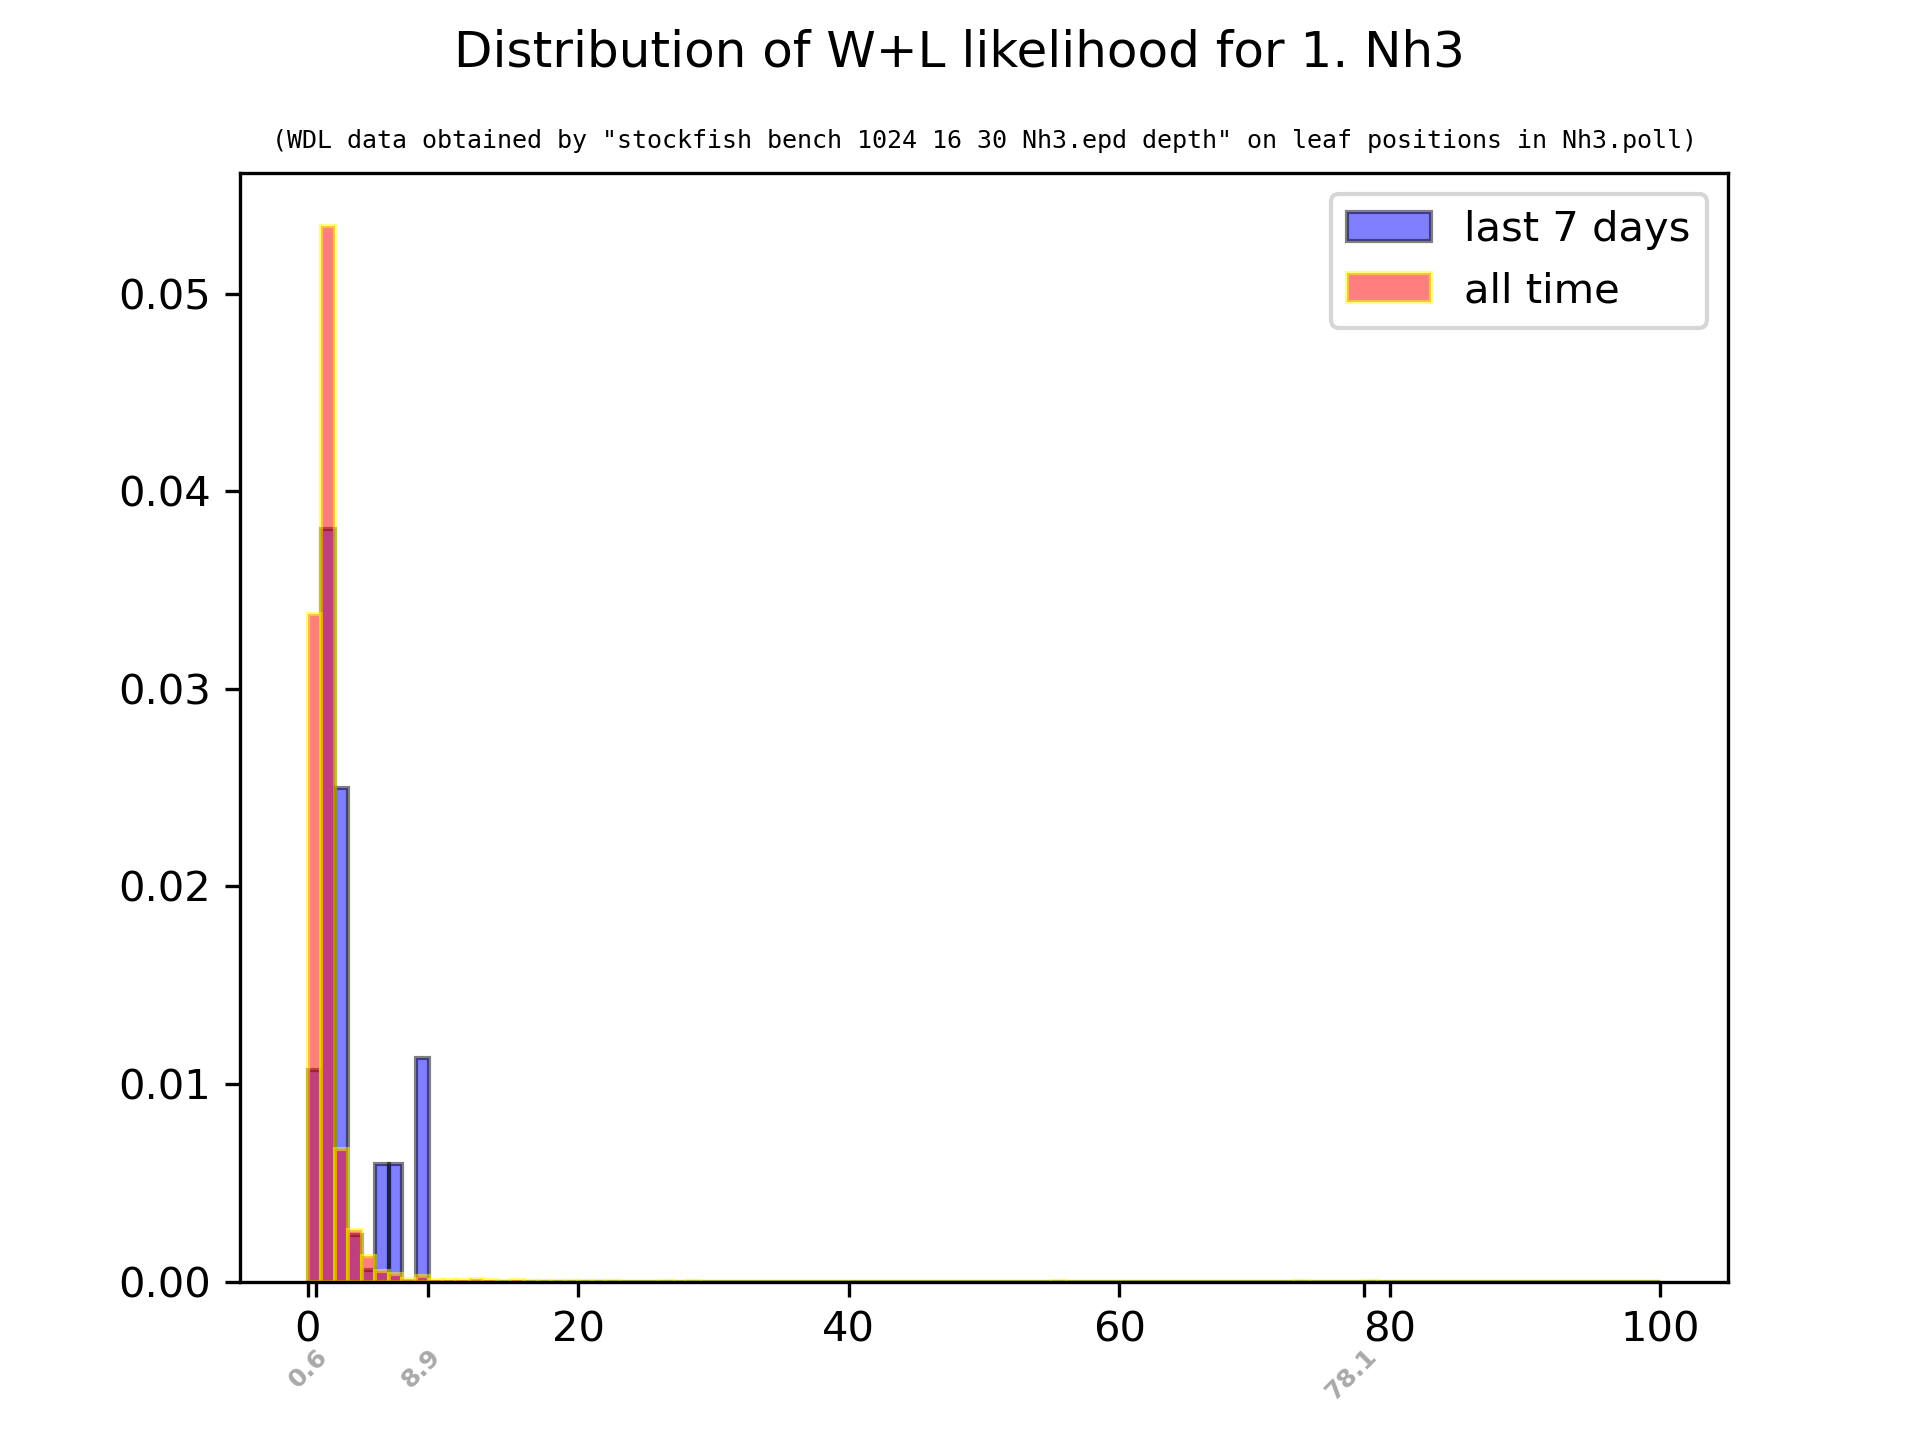 Distribution of W+L likelihood for 1. Nh3
(WDL data obtained by "stockfish bench 1024 16 30 Nh3.epd depth" on leaf positions in Nh3.poll)
last 7 days
all time
0.05
0.04
0.03
0.02
0.01
0.00
0 20 40 60 80 100
0.6 8.9 78.1